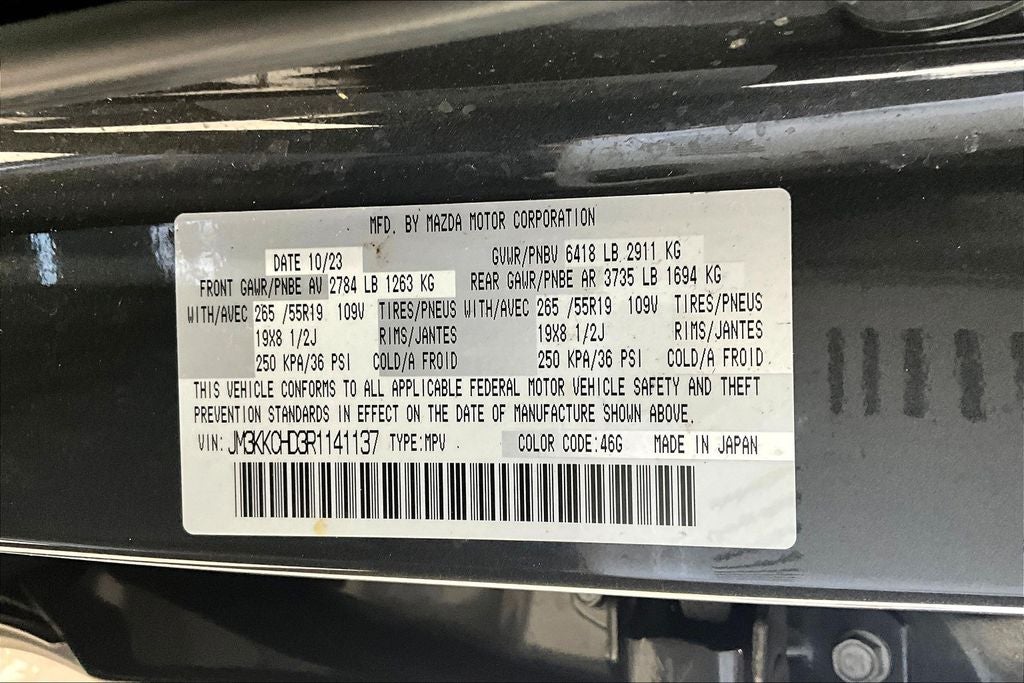 MFD. BY MAZDA MOTOR CORPORATION
DATE 10/23 GVWR/PNBV 6418 LB 2911 KG
FRONT GAWR/PNBE AV 2784 LB 1263 KG REAR GAWR/PNBE AR 3735 LB 1694 KG
WITH/AVEC 265 /55R19 109V TIRES/PNEUS WITH/AVEC 265 /55R19 109V TIRES/PNEUS
19X8 1/2J RIMS/JANTES 19X8 1/2J RIMS/JANTES
250 KPA/36 PSI COLD/A FROID 250 KPA/36 PSI COLD/A FROID
THIS VEHICLE CONFORMS TO ALL APPLICABLE FEDERAL MOTOR VEHICLE SAFETY AND THEFT
PREVENTION STANDARDS IN EFFECT ON THE DATE OF MANUFACTURE SHOWN ABOVE.
VIN: JM3KKCHD3R1141137 TYPE:MPV COLOR CODE:46G MADE IN JAPAN